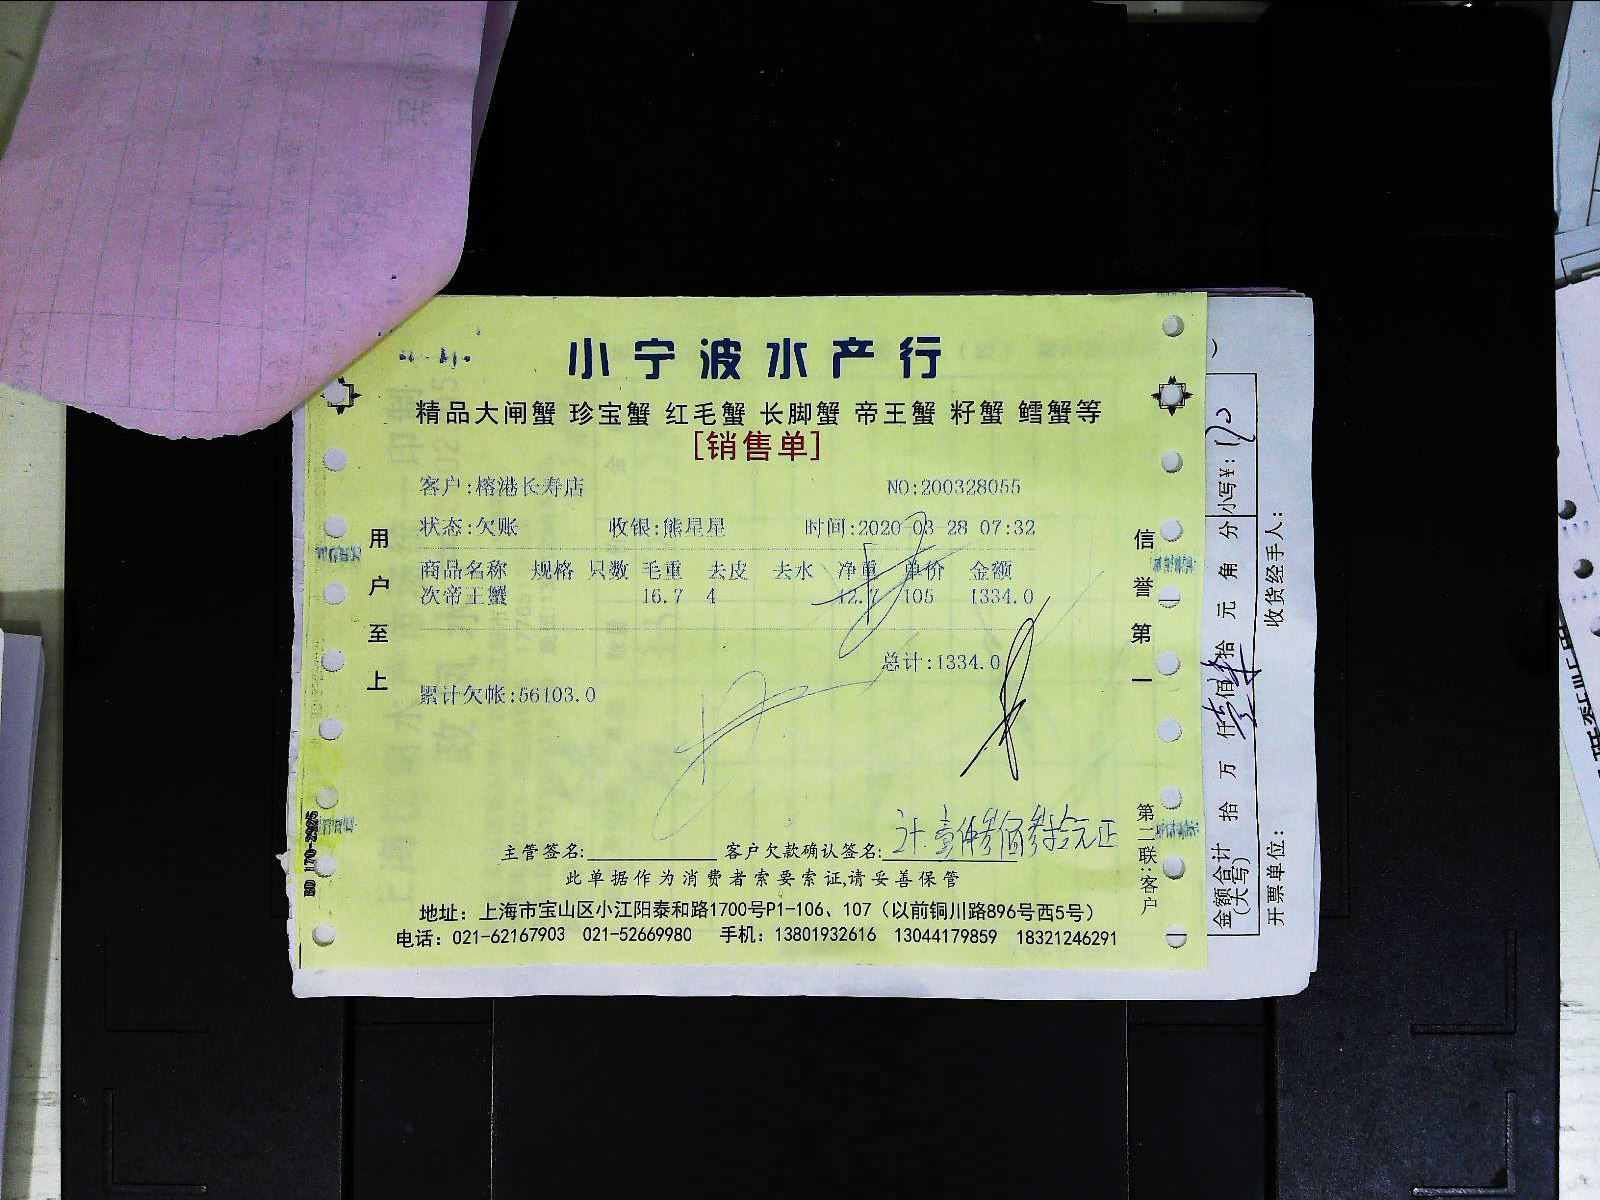 小宁波水产行
精品大闸蟹 珍宝蟹 红毛蟹 长脚蟹 帝王蟹 籽蟹 鳕蟹等
[销售单]
客户:榕港长寿店 NO:200328055
状态:欠账 收银:熊星星 时间:2020-03-28 07:32
商品名称 规格 只数 毛重 去皮 去水 净重 单价 金额
次帝王蟹 16.7 4 12.7 105 1334.0
总计:1334.0
累计欠帐:56103.0
用户至上
信誉第一
第二联:客户
计 壹仟叁佰叁拾元正
主管签名: 客户欠款确认签名:
此单据作为消费者索要索证,请妥善保管
地址：上海市宝山区小江阳泰和路1700号P1-106、107（以前铜川路896号西5号）
电话：021-62167903 021-52669980 手机：13801932616 13044179859 18321246291
金额合计(大写) 拾 万 仟 佰 拾 元 角 分 小写¥:
开票单位： 收货经手人：